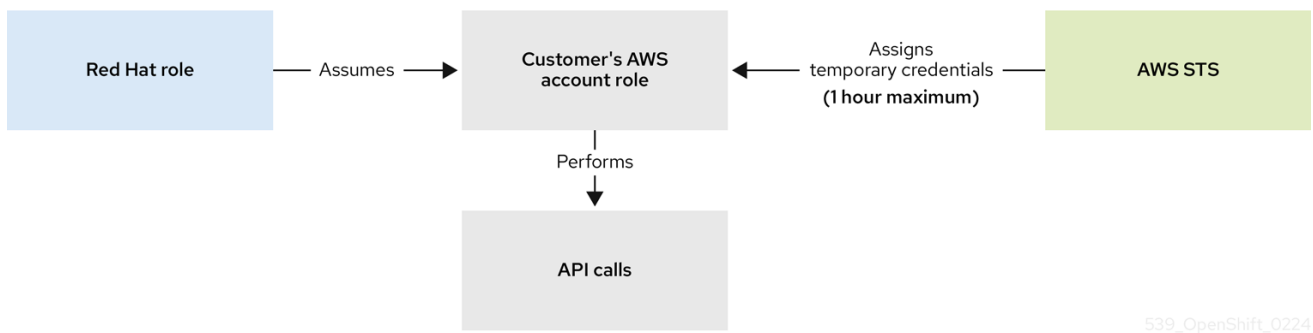 Red Hat role
Assumes
Customer's AWS
account role
Assigns
temporary credentials
(1 hour maximum)
AWS STS
Performs
API calls
539_OpenShift_0224